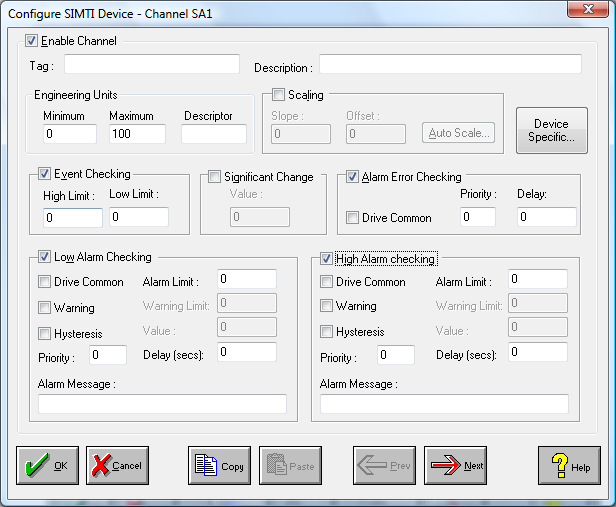 Configure SIMTI Device - Channel SA1
Enable Channel
Tag : Description :
Engineering Units Scaling
Minimum Maximum Descriptor Slope : Offset :
0 100 0 0 Auto Scale...
Device
Specific...
Event Checking Significant Change Alarm Error Checking
High Limit : Low Limit : Value : Priority : Delay:
0 0 0 Drive Common 0 0
Low Alarm Checking High Alarm checking
Drive Common Alarm Limit : 0 Drive Common Alarm Limit : 0
Warning Warning Limit: 0 Warning Warning Limit: 0
Hysteresis Value : 0 Hysteresis Value : 0
Priority : 0 Delay (secs): 0 Priority : 0 Delay (secs): 0
Alarm Message : Alarm Message :
OK Cancel Copy Paste Prev Next Help